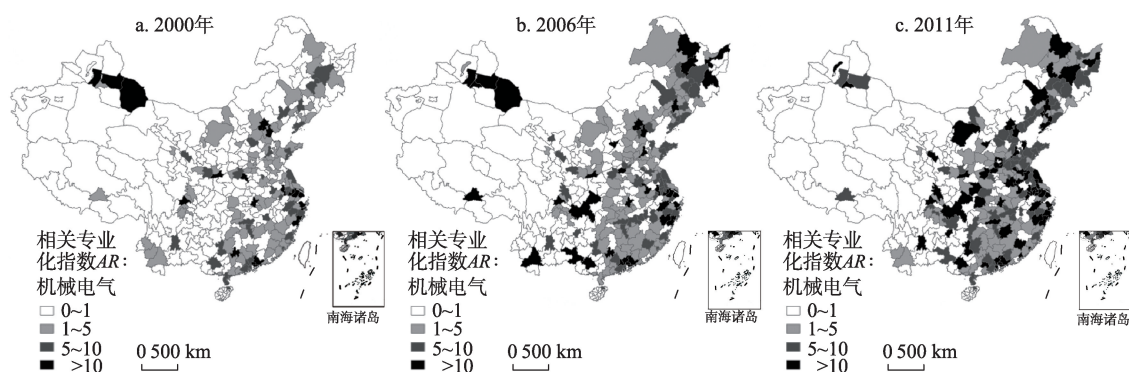 a. 2000年
相关专业
化指数AR：
机械电气
0~1
1~5
5~10
>10
0 500 km
南海诸岛
b. 2006年
相关专业
化指数AR：
机械电气
0~1
1~5
5~10
>10
0 500 km
南海诸岛
c. 2011年
相关专业
化指数AR：
机械电气
0~1
1~5
5~10
>10
0 500 km
南海诸岛